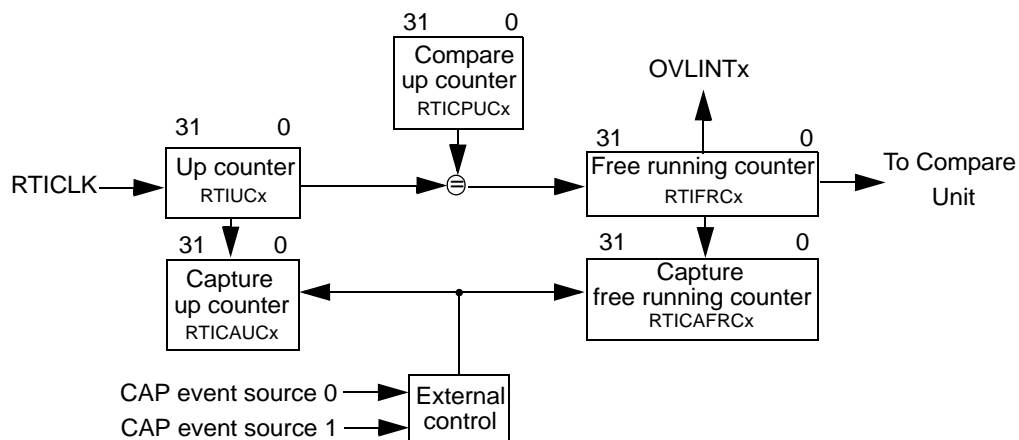 31 0
Compare
up counter
RTICPUCx
OVLINTx
31 0
Up counter
RTIUCx
RTICLK
=
31 0
Free running counter
RTIFRCx
To Compare
Unit
31 0
Capture
up counter
RTICAUCx
31 0
Capture
free running counter
RTICAFRCx
CAP event source 0
CAP event source 1
External
control